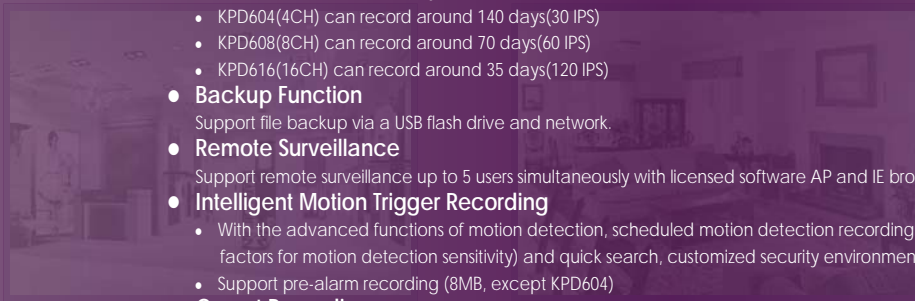 • KPD604(4CH) can record around 140 days(30 IPS)
• KPD608(8CH) can record around 70 days(60 IPS)
• KPD616(16CH) can record around 35 days(120 IPS)
● Backup Function
Support file backup via a USB flash drive and network.
● Remote Surveillance
Support remote surveillance up to 5 users simultaneously with licensed software AP and IE bro
● Intelligent Motion Trigger Recording
• With the advanced functions of motion detection, scheduled motion detection recording
factors for motion detection sensitivity) and quick search, customized security environmen
• Support pre-alarm recording (8MB, except KPD604)